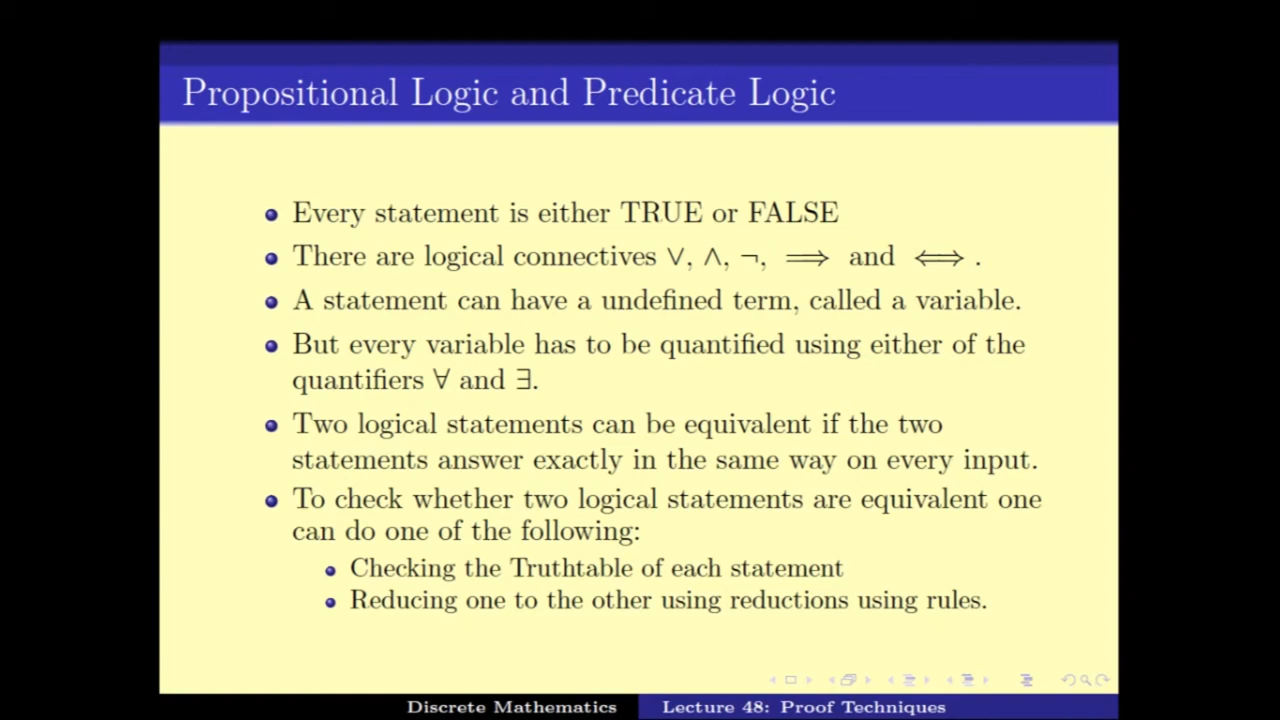 Propositional Logic and Predicate Logic
Every statement is either TRUE or FALSE
There are logical connectives ∨, ∧, ¬, ⟹ and ⟺ .
A statement can have a undefined term, called a variable.
But every variable has to be quantified using either of the
quantifiers ∀ and ∃.
Two logical statements can be equivalent if the two
statements answer exactly in the same way on every input.
To check whether two logical statements are equivalent one
can do one of the following:
Checking the Truthtable of each statement
Reducing one to the other using reductions using rules.
Discrete Mathematics
Lecture 48: Proof Techniques